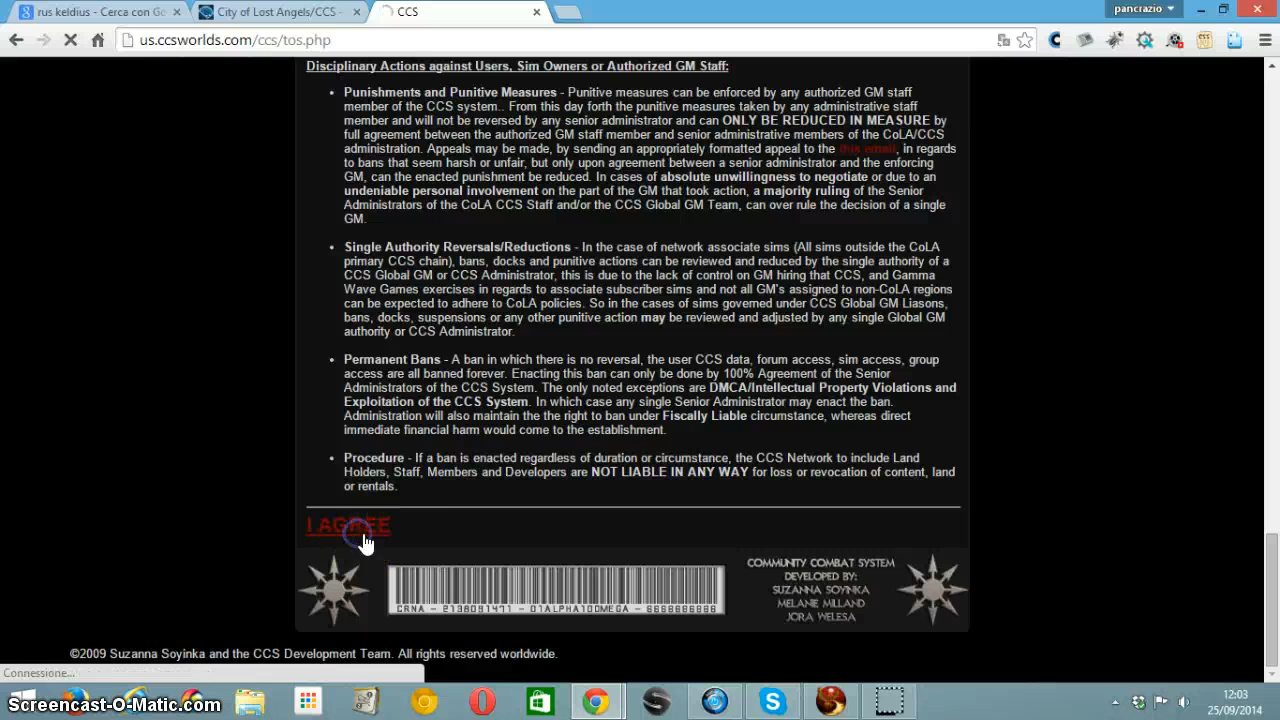 rus keldius - Cerca con Go
City of Lost Angels/CCS -
CCS
pancrazio
us.ccsworlds.com/ccs/tos.php
Disciplinary Actions against Users, Sim Owners or Authorized GM Staff:
• Punishments and Punitive Measures - Punitive measures can be enforced by any authorized GM staff
member of the CCS system.. From this day forth the punitive measures taken by any administrative staff
member and will not be reversed by any senior administrator and can ONLY BE REDUCED IN MEASURE by
full agreement between the authorized GM staff member and senior administrative members of the CoLA/CCS
administration. Appeals may be made, by sending an appropriately formatted appeal to the this email, in regards
to bans that seem harsh or unfair, but only upon agreement between a senior administrator and the enforcing
GM, can the enacted punishment be reduced. In cases of absolute unwillingness to negotiate or due to an
undeniable personal involvement on the part of the GM that took action, a majority ruling of the Senior
Administrators of the CoLA CCS Staff and/or the CCS Global GM Team, can over rule the decision of a single
GM.
• Single Authority Reversals/Reductions - In the case of network associate sims (All sims outside the CoLA
primary CCS chain), bans, docks and punitive actions can be reviewed and reduced by the single authority of a
CCS Global GM or CCS Administrator, this is due to the lack of control on GM hiring that CCS, and Gamma
Wave Games exercises in regards to associate subscriber sims and not all GM's assigned to non-CoLA regions
can be expected to adhere to CoLA policies. So in the cases of sims governed under CCS Global GM Liasons,
bans, docks, suspensions or any other punitive action may be reviewed and adjusted by any single Global GM
authority or CCS Administrator.
• Permanent Bans - A ban in which there is no reversal, the user CCS data, forum access, sim access, group
access are all banned forever. Enacting this ban can only be done by 100% Agreement of the Senior
Administrators of the CCS System. The only noted exceptions are DMCA/Intellectual Property Violations and
Exploitation of the CCS System. In which case any single Senior Administrator may enact the ban.
Administration will also maintain the the right to ban under Fiscally Liable circumstance, whereas direct
immediate financial harm would come to the establishment.
• Procedure - If a ban is enacted regardless of duration or circumstance, the CCS Network to include Land
Holders, Staff, Members and Developers are NOT LIABLE IN ANY WAY for loss or revocation of content, land
or rentals.
I AGREE
COMMUNITY COMBAT SYSTEM
DEVELOPED BY:
SUZANNA SOYINKA
MELANIE MILLAND
JORA WELESA
©2009 Suzanna Soyinka and the CCS Development Team. All rights reserved worldwide.
Connessione...
Screencast-O-Matic.com
12:03
25/09/2014